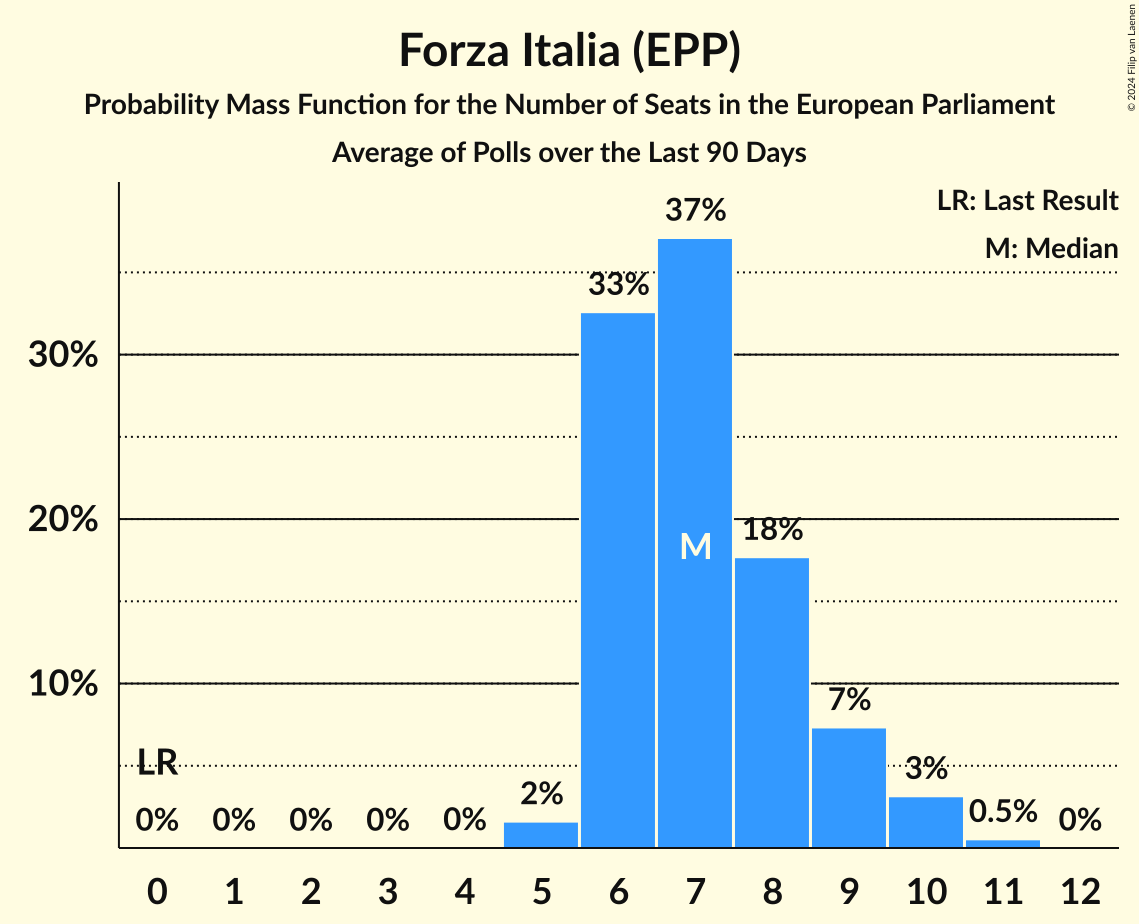 Forza Italia (EPP)
Probability Mass Function for the Number of Seats in the European Parliament
Average of Polls over the Last 90 Days
© 2024 Filip van Laenen
LR: Last Result
M: Median
37%
33%
30%
20%
18%
M
10%
7%
LR
3%
2%
0.5%
0% 0% 0% 0% 0% 0%
0 1 2 3 4 5 6 7 8 9 10 11 12